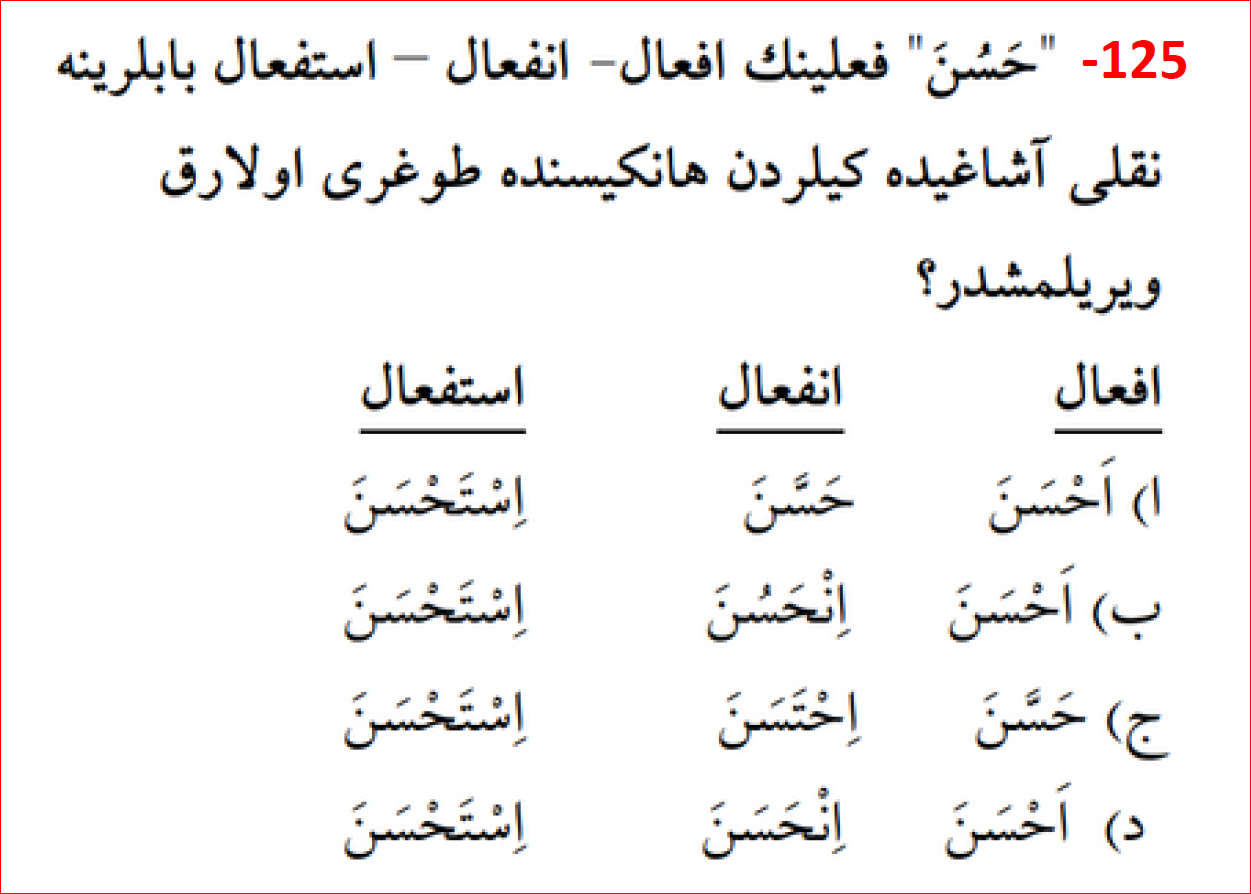 125- "حَسُنَ" فعلينك افعال– انفعال – استفعال بابلرينه
نقلى آشاغيده كيلردن هانكيسنده طوغرى اولارق
ويريلمشدر؟
افعال انفعال استفعال
ا) اَحْسَنَ حَسَّنَ اِسْتَحْسَنَ
ب) اَحْسَنَ اِنْحَسُنَ اِسْتَحْسَنَ
ج) حَسَّنَ اِحْتَسَنَ اِسْتَحْسَنَ
د) اَحْسَنَ اِنْحَسَنَ اِسْتَحْسَنَ